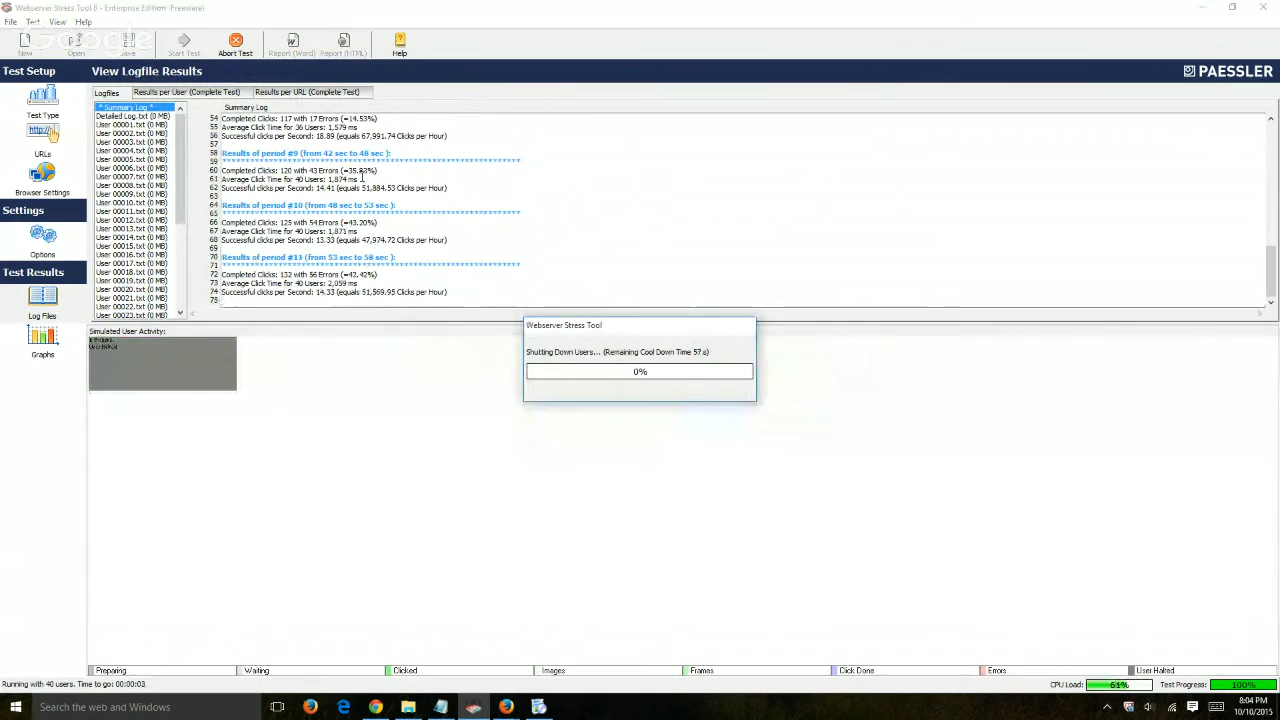 Webserver Stress Tool 8 - Enterprise Edition (Freeware)
File Test View Help
Google
New Open Save Start Test Abort Test Report (Word) Report (HTML) Help
Test Setup
View Logfile Results
PAESSLER
Logfiles
Results per User (Complete Test)
Results per URL (Complete Test)
Test Type
http://
URLs
Browser Settings
Settings
Options
Test Results
Log Files
Graphs
* Summary Log *
Detailed Log.txt (0 MB)
User 00001.txt (0 MB)
User 00002.txt (0 MB)
User 00003.txt (0 MB)
User 00004.txt (0 MB)
User 00005.txt (0 MB)
User 00006.txt (0 MB)
User 00007.txt (0 MB)
User 00008.txt (0 MB)
User 00009.txt (0 MB)
User 00010.txt (0 MB)
User 00011.txt (0 MB)
User 00012.txt (0 MB)
User 00013.txt (0 MB)
User 00014.txt (0 MB)
User 00015.txt (0 MB)
User 00016.txt (0 MB)
User 00017.txt (0 MB)
User 00018.txt (0 MB)
User 00019.txt (0 MB)
User 00020.txt (0 MB)
User 00021.txt (0 MB)
User 00022.txt (0 MB)
User 00023.txt (0 MB)
Summary Log
54 Completed Clicks: 117 with 17 Errors (=14.53%)
55 Average Click Time for 36 Users: 1,579 ms
56 Successful clicks per Second: 18.89 (equals 67,991.74 Clicks per Hour)
57
58 Results of period #9 (from 42 sec to 48 sec ):
59 ************************************************************
60 Completed Clicks: 120 with 43 Errors (=35.83%)
61 Average Click Time for 40 Users: 1,874 ms
62 Successful clicks per Second: 14.41 (equals 51,884.53 Clicks per Hour)
63
64 Results of period #10 (from 48 sec to 53 sec ):
65 ************************************************************
66 Completed Clicks: 125 with 54 Errors (=43.20%)
67 Average Click Time for 40 Users: 1,871 ms
68 Successful clicks per Second: 13.33 (equals 47,974.72 Clicks per Hour)
69
70 Results of period #11 (from 53 sec to 58 sec ):
71 ************************************************************
72 Completed Clicks: 132 with 56 Errors (=42.42%)
73 Average Click Time for 40 Users: 2,059 ms
74 Successful clicks per Second: 14.33 (equals 51,569.95 Clicks per Hour)
75
Webserver Stress Tool
Shutting Down Users... (Remaining Cool Down Time 57 s)
0%
Simulated User Activity:
User Halted
Preparing Waiting Clicked Images Frames Click Done Errors User Halted
Running with 40 users. Time to go: 00:00:03
CPU Load: 61% Test Progress: 100%
Search the web and Windows
8:04 PM
10/10/2015